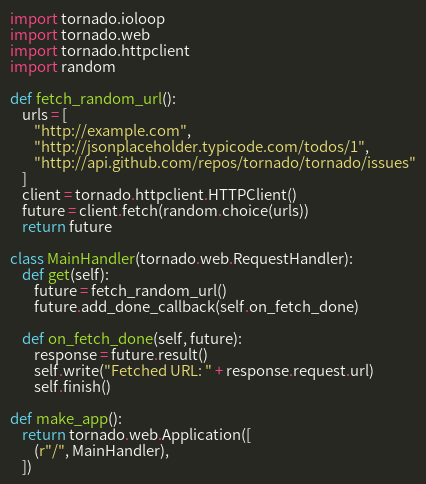 import tornado.ioloop
import tornado.web
import tornado.httpclient
import random

def fetch_random_url():
    urls = [
        "http://example.com",
        "http://jsonplaceholder.typicode.com/todos/1",
        "http://api.github.com/repos/tornado/tornado/issues"
    ]
    client = tornado.httpclient.HTTPClient()
    future = client.fetch(random.choice(urls))
    return future

class MainHandler(tornado.web.RequestHandler):
    def get(self):
        future = fetch_random_url()
        future.add_done_callback(self.on_fetch_done)

    def on_fetch_done(self, future):
        response = future.result()
        self.write("Fetched URL: " + response.request.url)
        self.finish()

def make_app():
    return tornado.web.Application([
        (r"/", MainHandler),
    ])